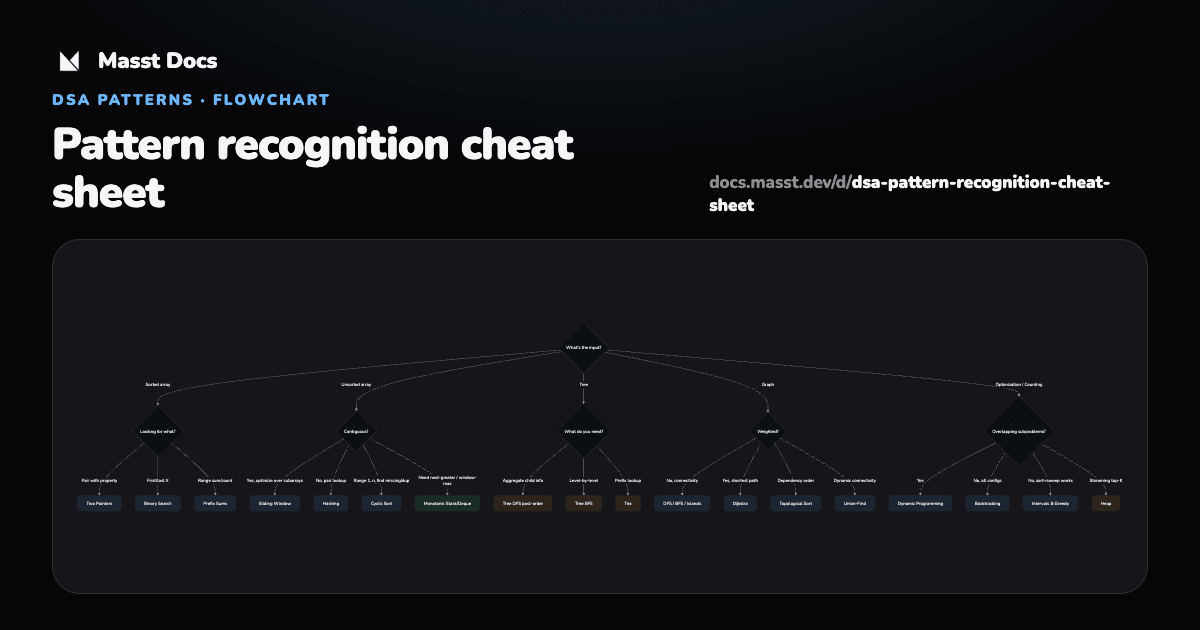 Masst Docs
DSA PATTERNS · FLOWCHART
Pattern recognition cheat
sheet
docs.masst.dev/d/dsa-pattern-recognition-cheat-
sheet
What's the input?
Sorted array
Unsorted array
Tree
Graph
Optimization / Counting
Looking for what?
Contiguous?
What do you need?
Weighted?
Overlapping subproblems?
Pair with property
First/Last X
Range sum/count
Yes, optimize over subarrays
No, pair lookup
Range 1..n, find missing/dup
Need next-greater / window-
max
Aggregate child info
Level-by-level
Prefix lookup
No, connectivity
Yes, shortest path
Dependency order
Dynamic connectivity
Yes
No, all configs
No, sort+sweep works
Streaming top-K
Two Pointers
Binary Search
Prefix Sums
Sliding Window
Hashing
Cyclic Sort
Monotonic Stack/Deque
Tree DFS post-order
Tree BFS
Trie
DFS / BFS / Islands
Dijkstra
Topological Sort
Union-Find
Dynamic Programming
Backtracking
Intervals & Greedy
Heap